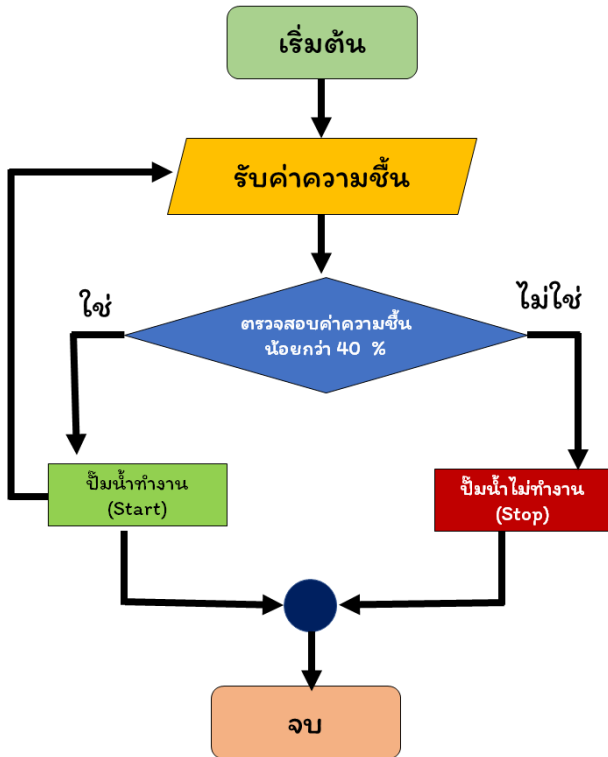 เริ่มต้น
รับค่าความชื้น
ใช่
ไม่ใช่
ตรวจสอบค่าความชื้น
น้อยกว่า 40 %
ปั๊มน้ำทำงาน
(Start)
ปั๊มน้ำไม่ทำงาน
(Stop)
จบ